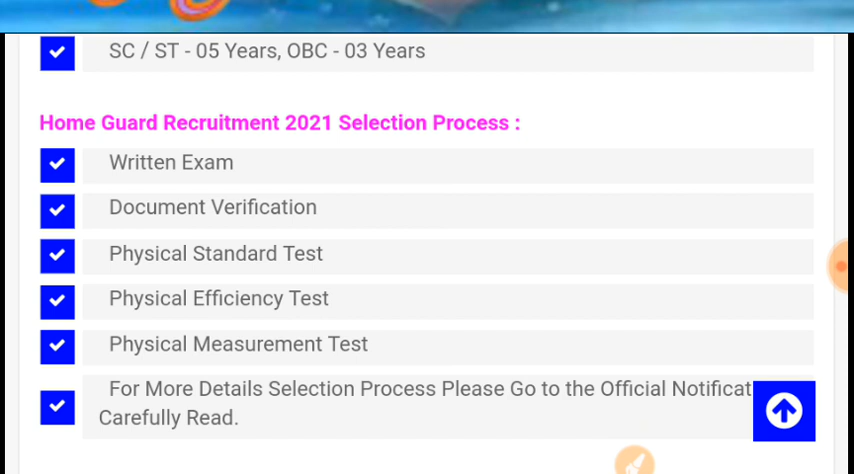 SC / ST - 05 Years, OBC - 03 Years
Home Guard Recruitment 2021 Selection Process :
Written Exam
Document Verification
Physical Standard Test
Physical Efficiency Test
Physical Measurement Test
For More Details Selection Process Please Go to the Official
Carefully Read.